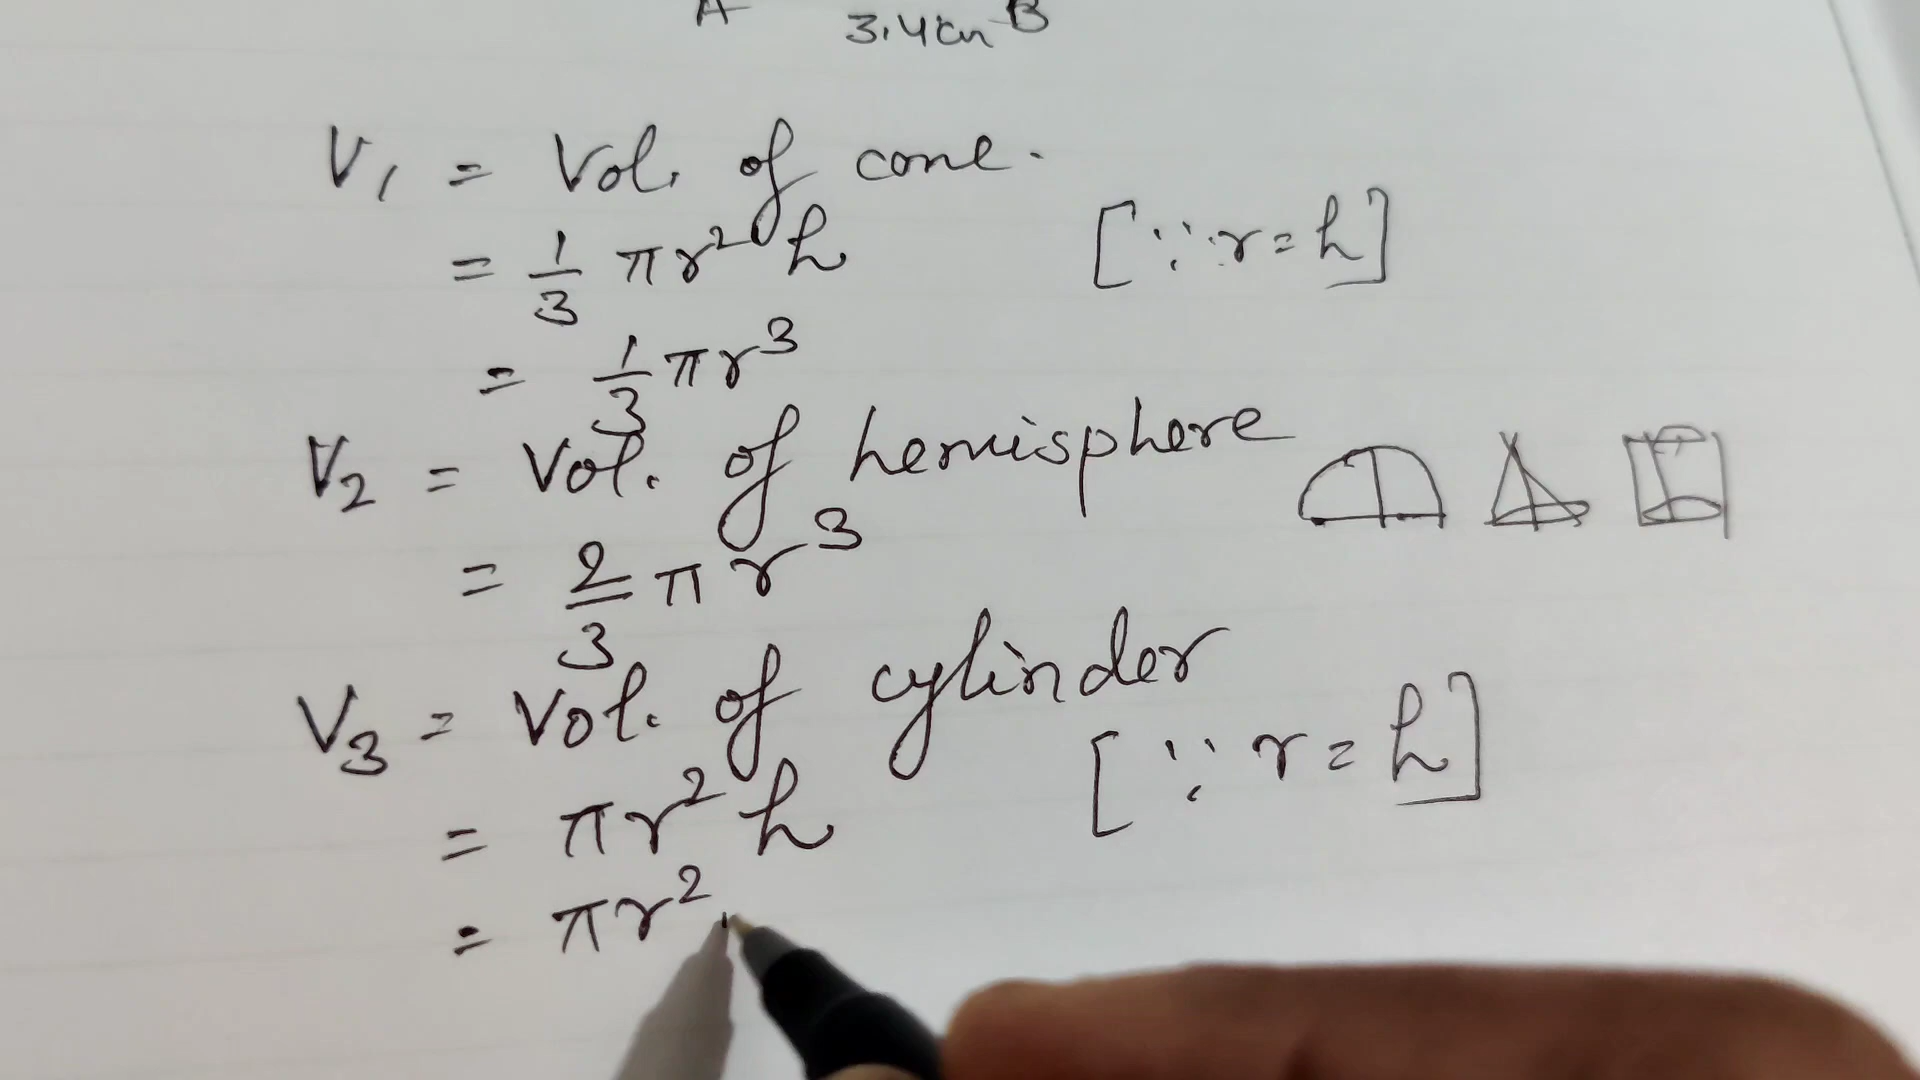 A 3.4cm B
V₁ = Vol. of cone.
= 1/3 πr²h [∵ r = h]
= 1/3 πr³
V₂ = Vol. of hemisphere
= 2/3 π r³
V₃ = Vol. of cylinder
= πr²h [∵ r = h]
= πr²